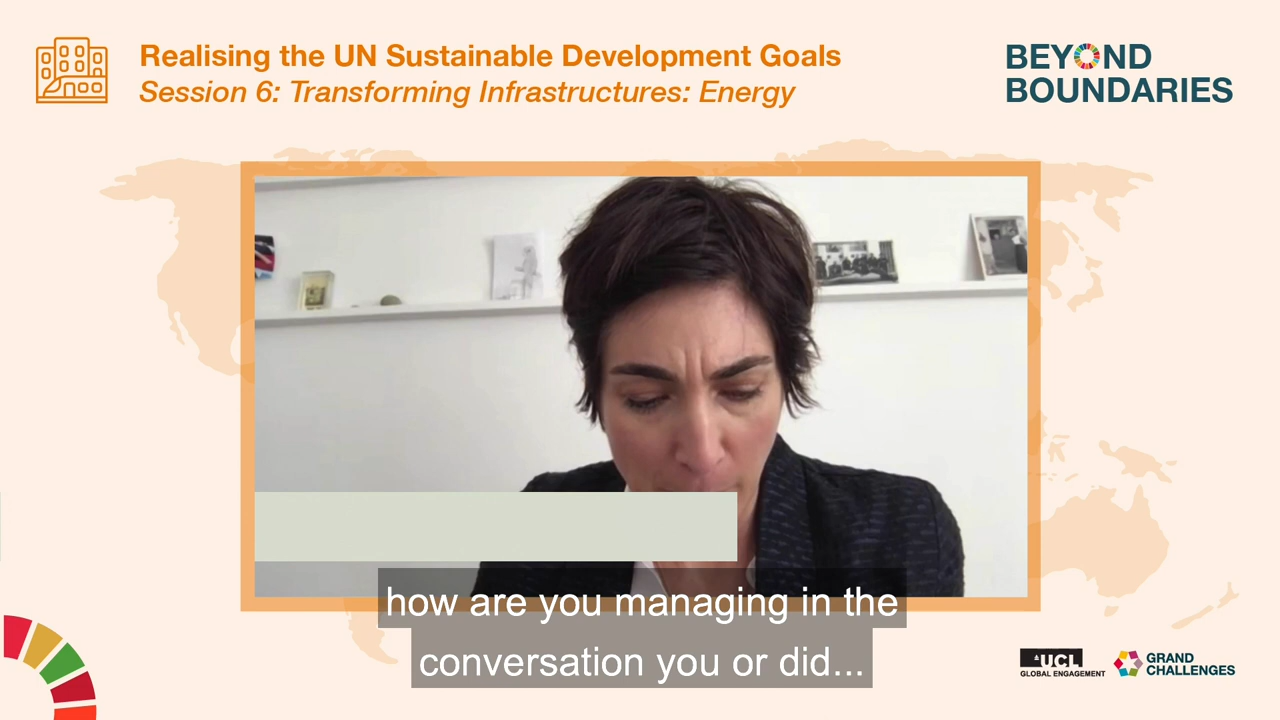 Realising the UN Sustainable Development Goals
Session 6: Transforming Infrastructures: Energy
BEYOND
BOUNDARIES
how are you managing in the
conversation you or did...
UCL
GLOBAL ENGAGEMENT
GRAND
CHALLENGES